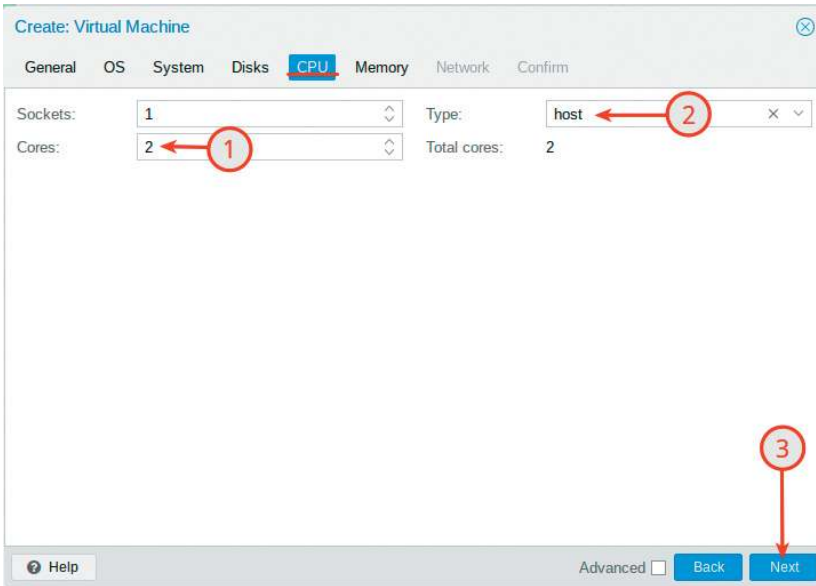 Create: Virtual Machine
General OS System Disks CPU Memory Network Confirm
Sockets: 1 Type: host 2
Cores: 2 1 Total cores: 2
3
Help Advanced Back Next